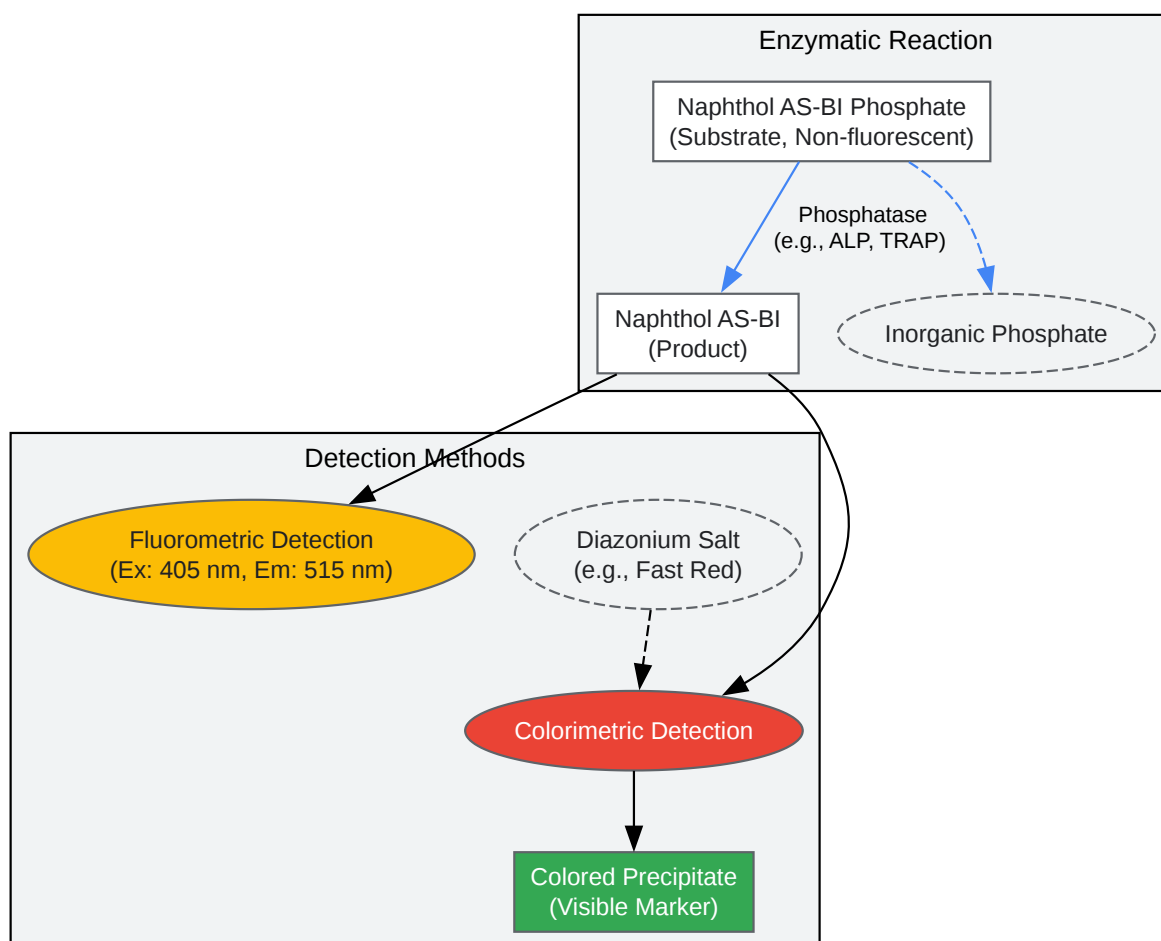 Enzymatic Reaction
Naphthol AS-BI Phosphate
(Substrate, Non-fluorescent)
Phosphatase
(e.g., ALP, TRAP)
Naphthol AS-BI
(Product)
Inorganic Phosphate
Detection Methods
Fluorometric Detection
(Ex: 405 nm, Em: 515 nm)
Diazonium Salt
(e.g., Fast Red)
Colorimetric Detection
Colored Precipitate
(Visible Marker)